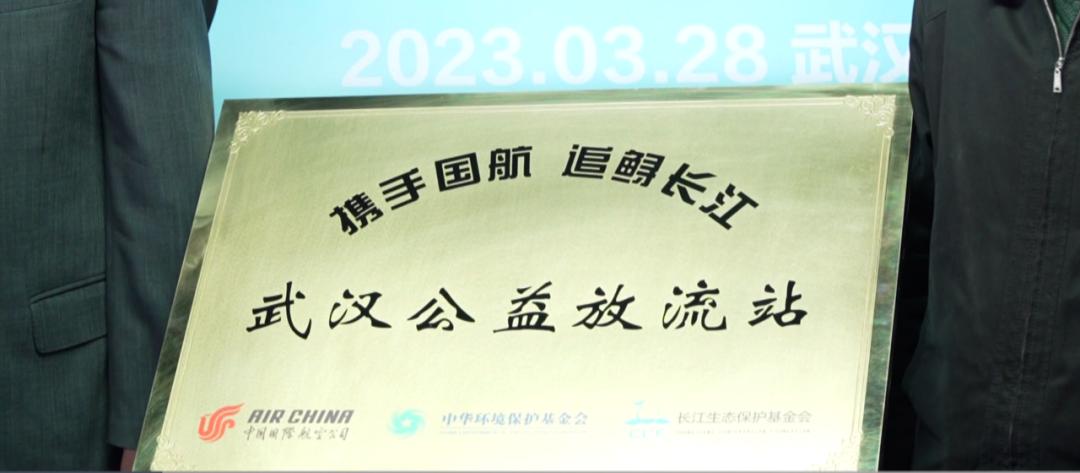 2023.03.28 武汉
携手国航 追鲟长江
武汉公益放流站
AIR CHINA
中国国际航空公司
中华环境保护基金会
长江生态保护基金会